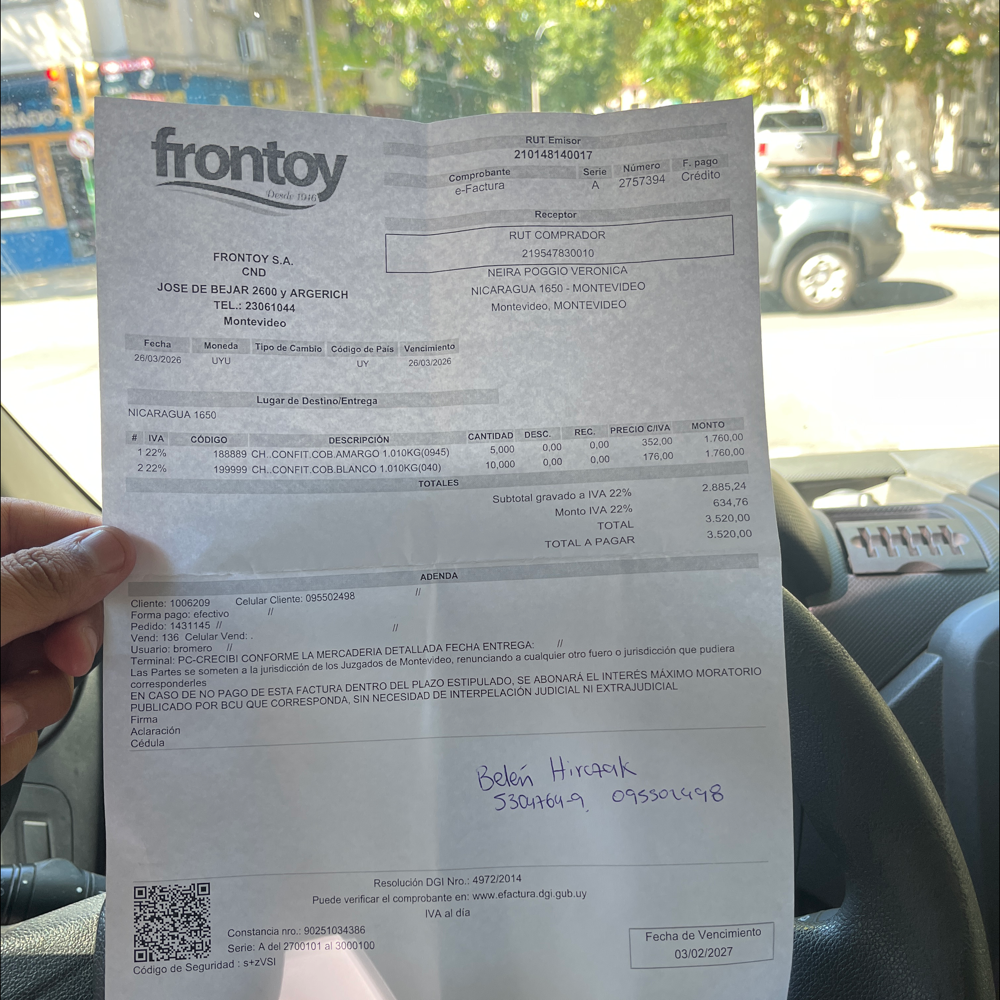 frontoy
Desde 1946
RUT Emisor
210148140017
Comprobante Serie Número F. pago
e-Factura A 2757394 Crédito
Receptor
RUT COMPRADOR
219547830010
NEIRA POGGIO VERONICA
NICARAGUA 1650 - MONTEVIDEO
Montevideo, MONTEVIDEO
FRONTOY S.A.
CND
JOSE DE BEJAR 2600 y ARGERICH
TEL.: 23061044
Montevideo
Fecha Moneda Tipo de Cambio Código de País Vencimiento
26/03/2026 UYU UY 26/03/2026
Lugar de Destino/Entrega
NICARAGUA 1650
# IVA CÓDIGO DESCRIPCIÓN CANTIDAD DESC. REC. PRECIO C/IVA MONTO
1 22% 188889 CH..CONFIT.COB.AMARGO 1.010KG(0945) 5,000 0,00 0,00 352,00 1.760,00
2 22% 199999 CH..CONFIT.COB.BLANCO 1.010KG(040) 10,000 0,00 0,00 176,00 1.760,00
TOTALES
Subtotal gravado a IVA 22% 2.885,24
Monto IVA 22% 634,76
TOTAL 3.520,00
TOTAL A PAGAR 3.520,00
ADENDA
Cliente: 1006209 Celular Cliente: 095502498 //
Forma pago: efectivo //
Pedido: 1431145 //
Vend: 136 Celular Vend: . //
Usuario: bromero //
Terminal: PC-CRECIBI CONFORME LA MERCADERIA DETALLADA FECHA ENTREGA: //
Las Partes se someten a la jurisdicción de los Juzgados de Montevideo, renunciando a cualquier otro fuero o jurisdicción que pudiera
corresponderles
EN CASO DE NO PAGO DE ESTA FACTURA DENTRO DEL PLAZO ESTIPULADO, SE ABONARÁ EL INTERÉS MÁXIMO MORATORIO
PUBLICADO POR BCU QUE CORRESPONDA, SIN NECESIDAD DE INTERPELACIÓN JUDICIAL NI EXTRAJUDICIAL
Firma
Aclaración
Cédula
Belén Hirczak
5304764-9 095502498
Resolución DGI Nro.: 4972/2014
Puede verificar el comprobante en: www.efactura.dgi.gub.uy
IVA al día
Constancia nro.: 90251034386
Serie: A del 2700101 al 3000100
Código de Seguridad : s+zVSI
Fecha de Vencimiento
03/02/2027